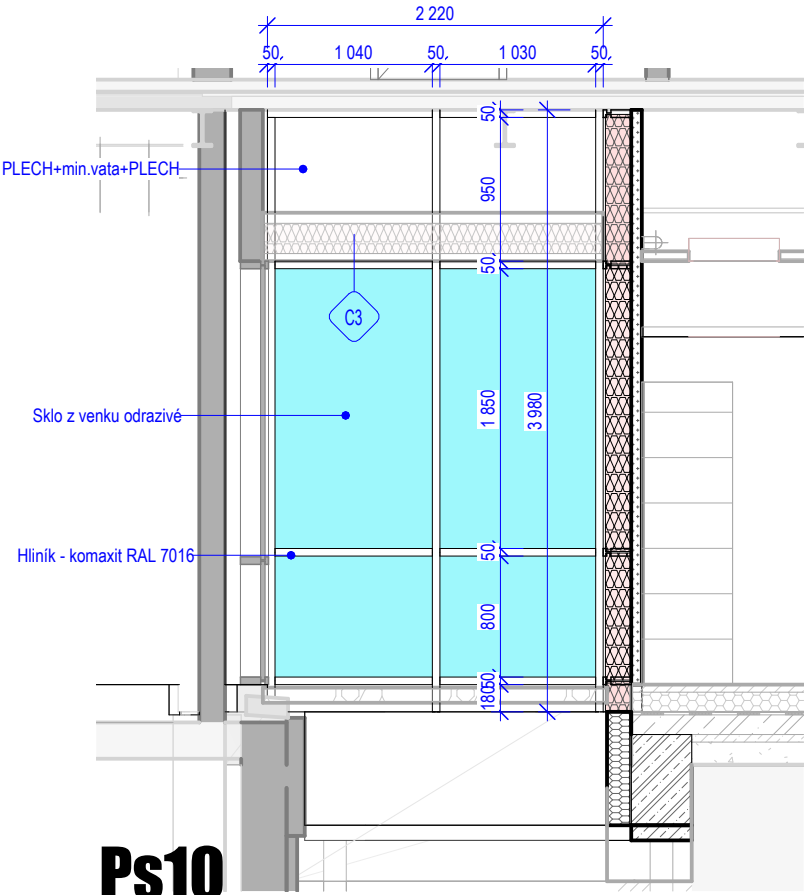 2 220
50, 1 040 50, 1 030 50,
50,
PLECH+min.vata+PLECH
950
50,
C3
1 850
3 980
Sklo z venku odrazivé
50,
Hliník - komaxit RAL 7016
800
50,
180
Ps10